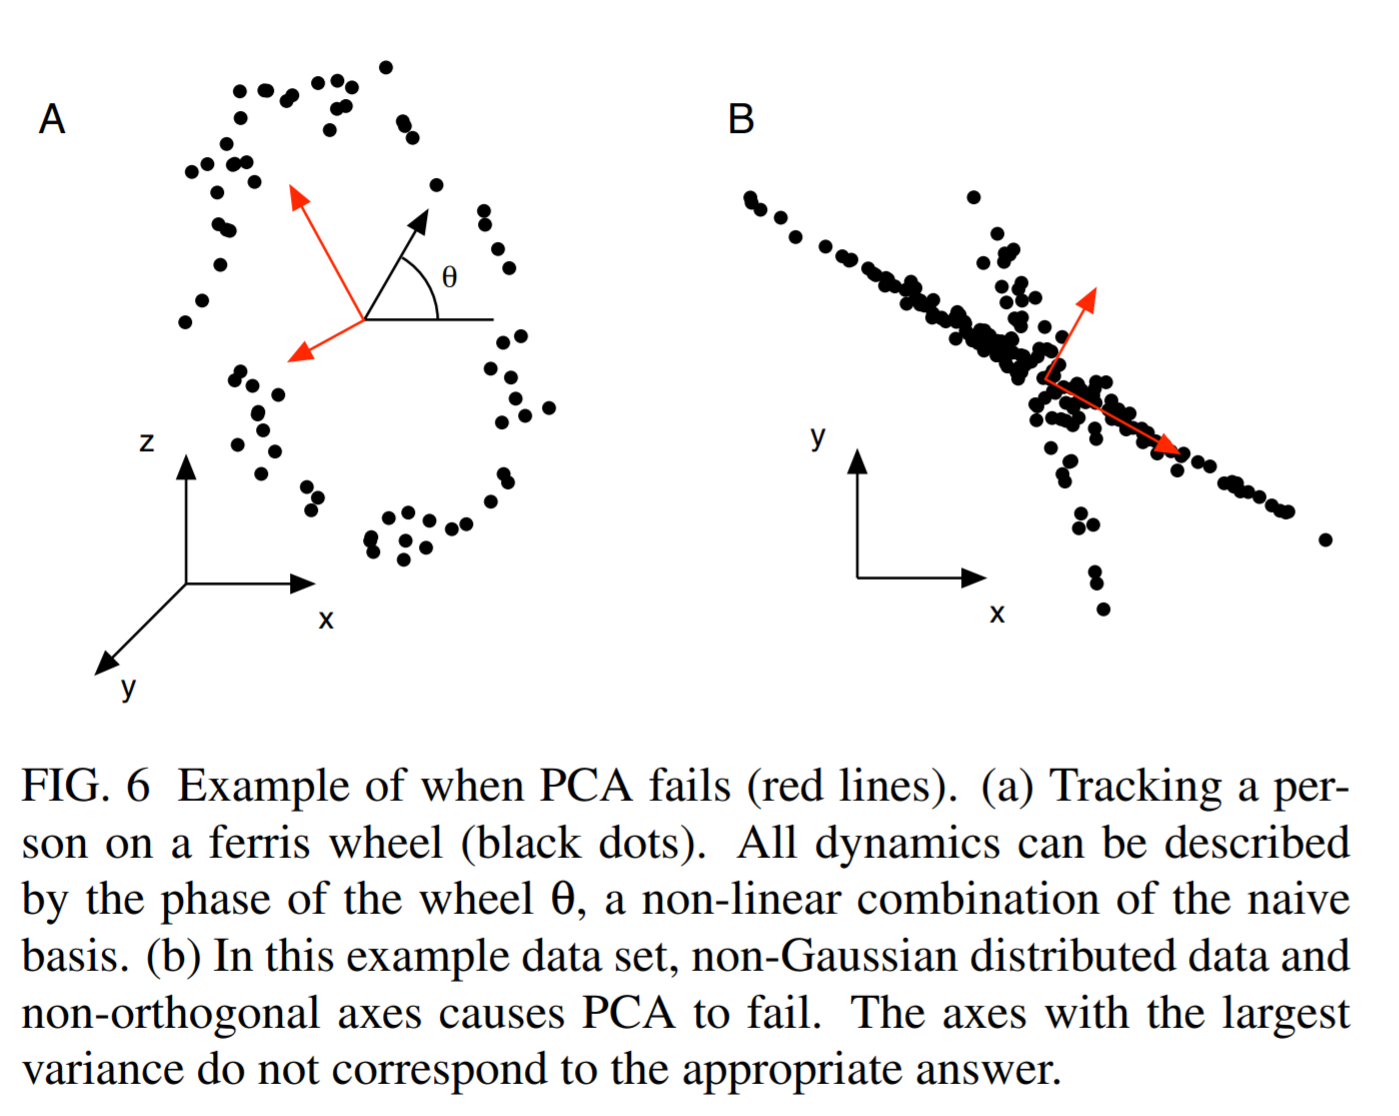 A
B
θ
z
x
y
y
x
FIG. 6 Example of when PCA fails (red lines). (a) Tracking a per-
son on a ferris wheel (black dots). All dynamics can be described
by the phase of the wheel θ, a non-linear combination of the naive
basis. (b) In this example data set, non-Gaussian distributed data and
non-orthogonal axes causes PCA to fail. The axes with the largest
variance do not correspond to the appropriate answer.